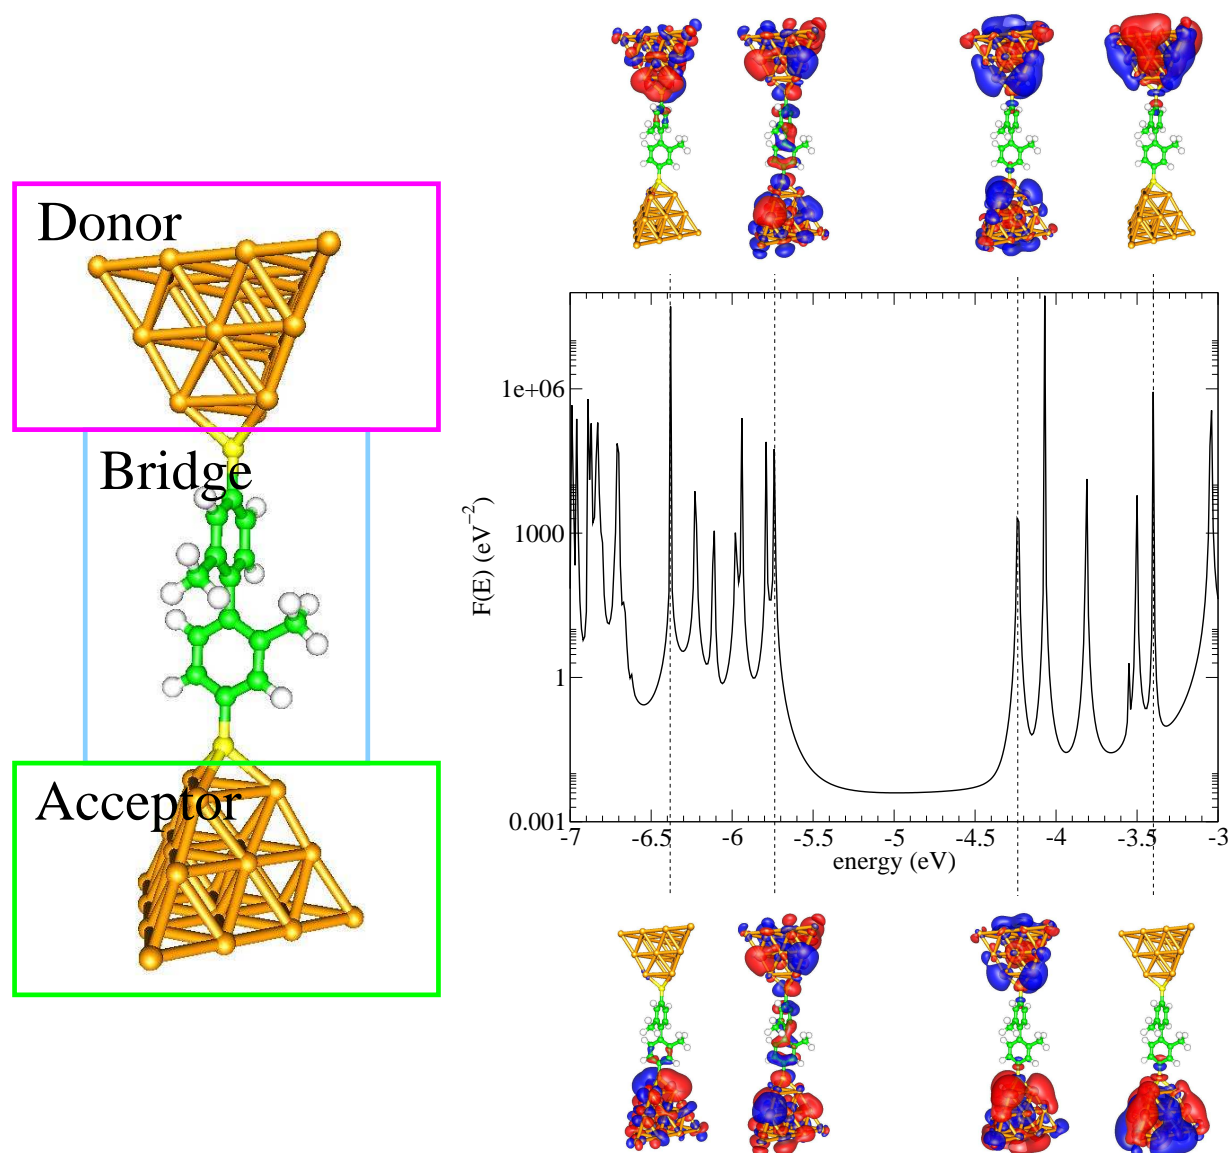 Donor
Bridge
Acceptor
F(E) (eV⁻²)
1e+06
1000
1
0.001
-7 -6.5 -6 -5.5 -5 -4.5 -4 -3.5 -3
energy (eV)